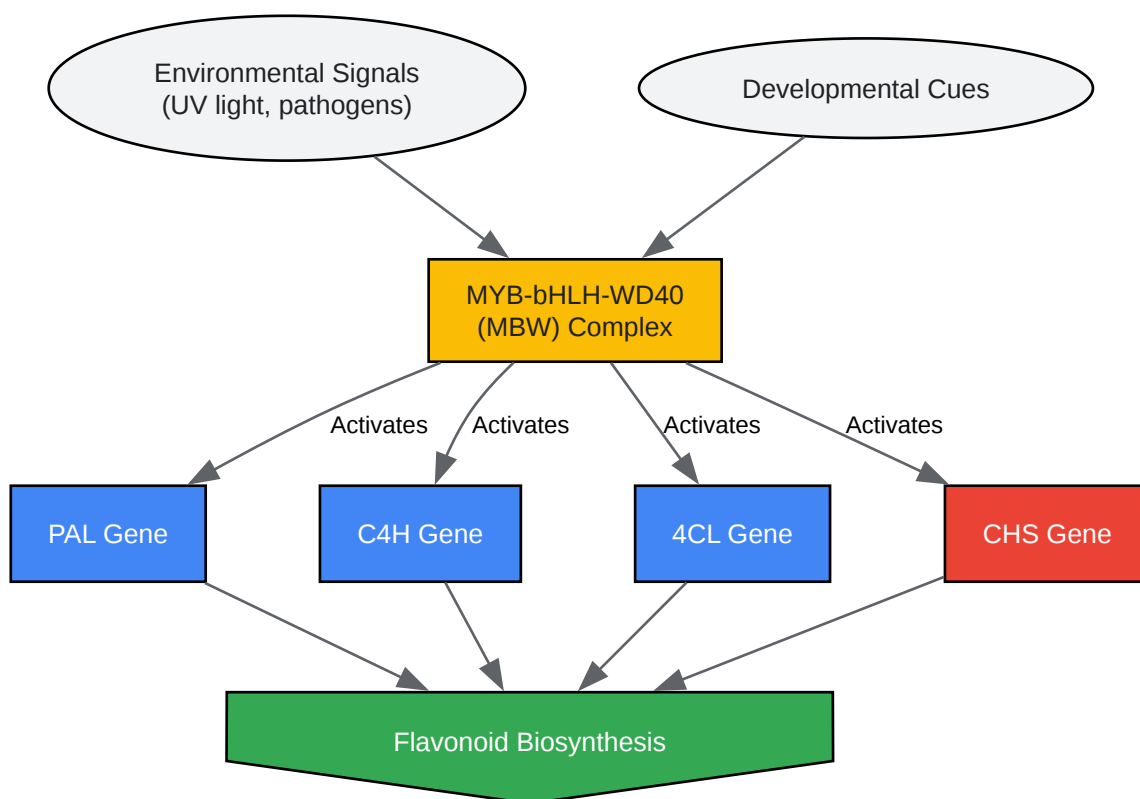 Environmental Signals
(UV light, pathogens)
Developmental Cues
MYB-bHLH-WD40
(MBW) Complex
Activates
Activates
Activates
Activates
PAL Gene
C4H Gene
4CL Gene
CHS Gene
Flavonoid Biosynthesis